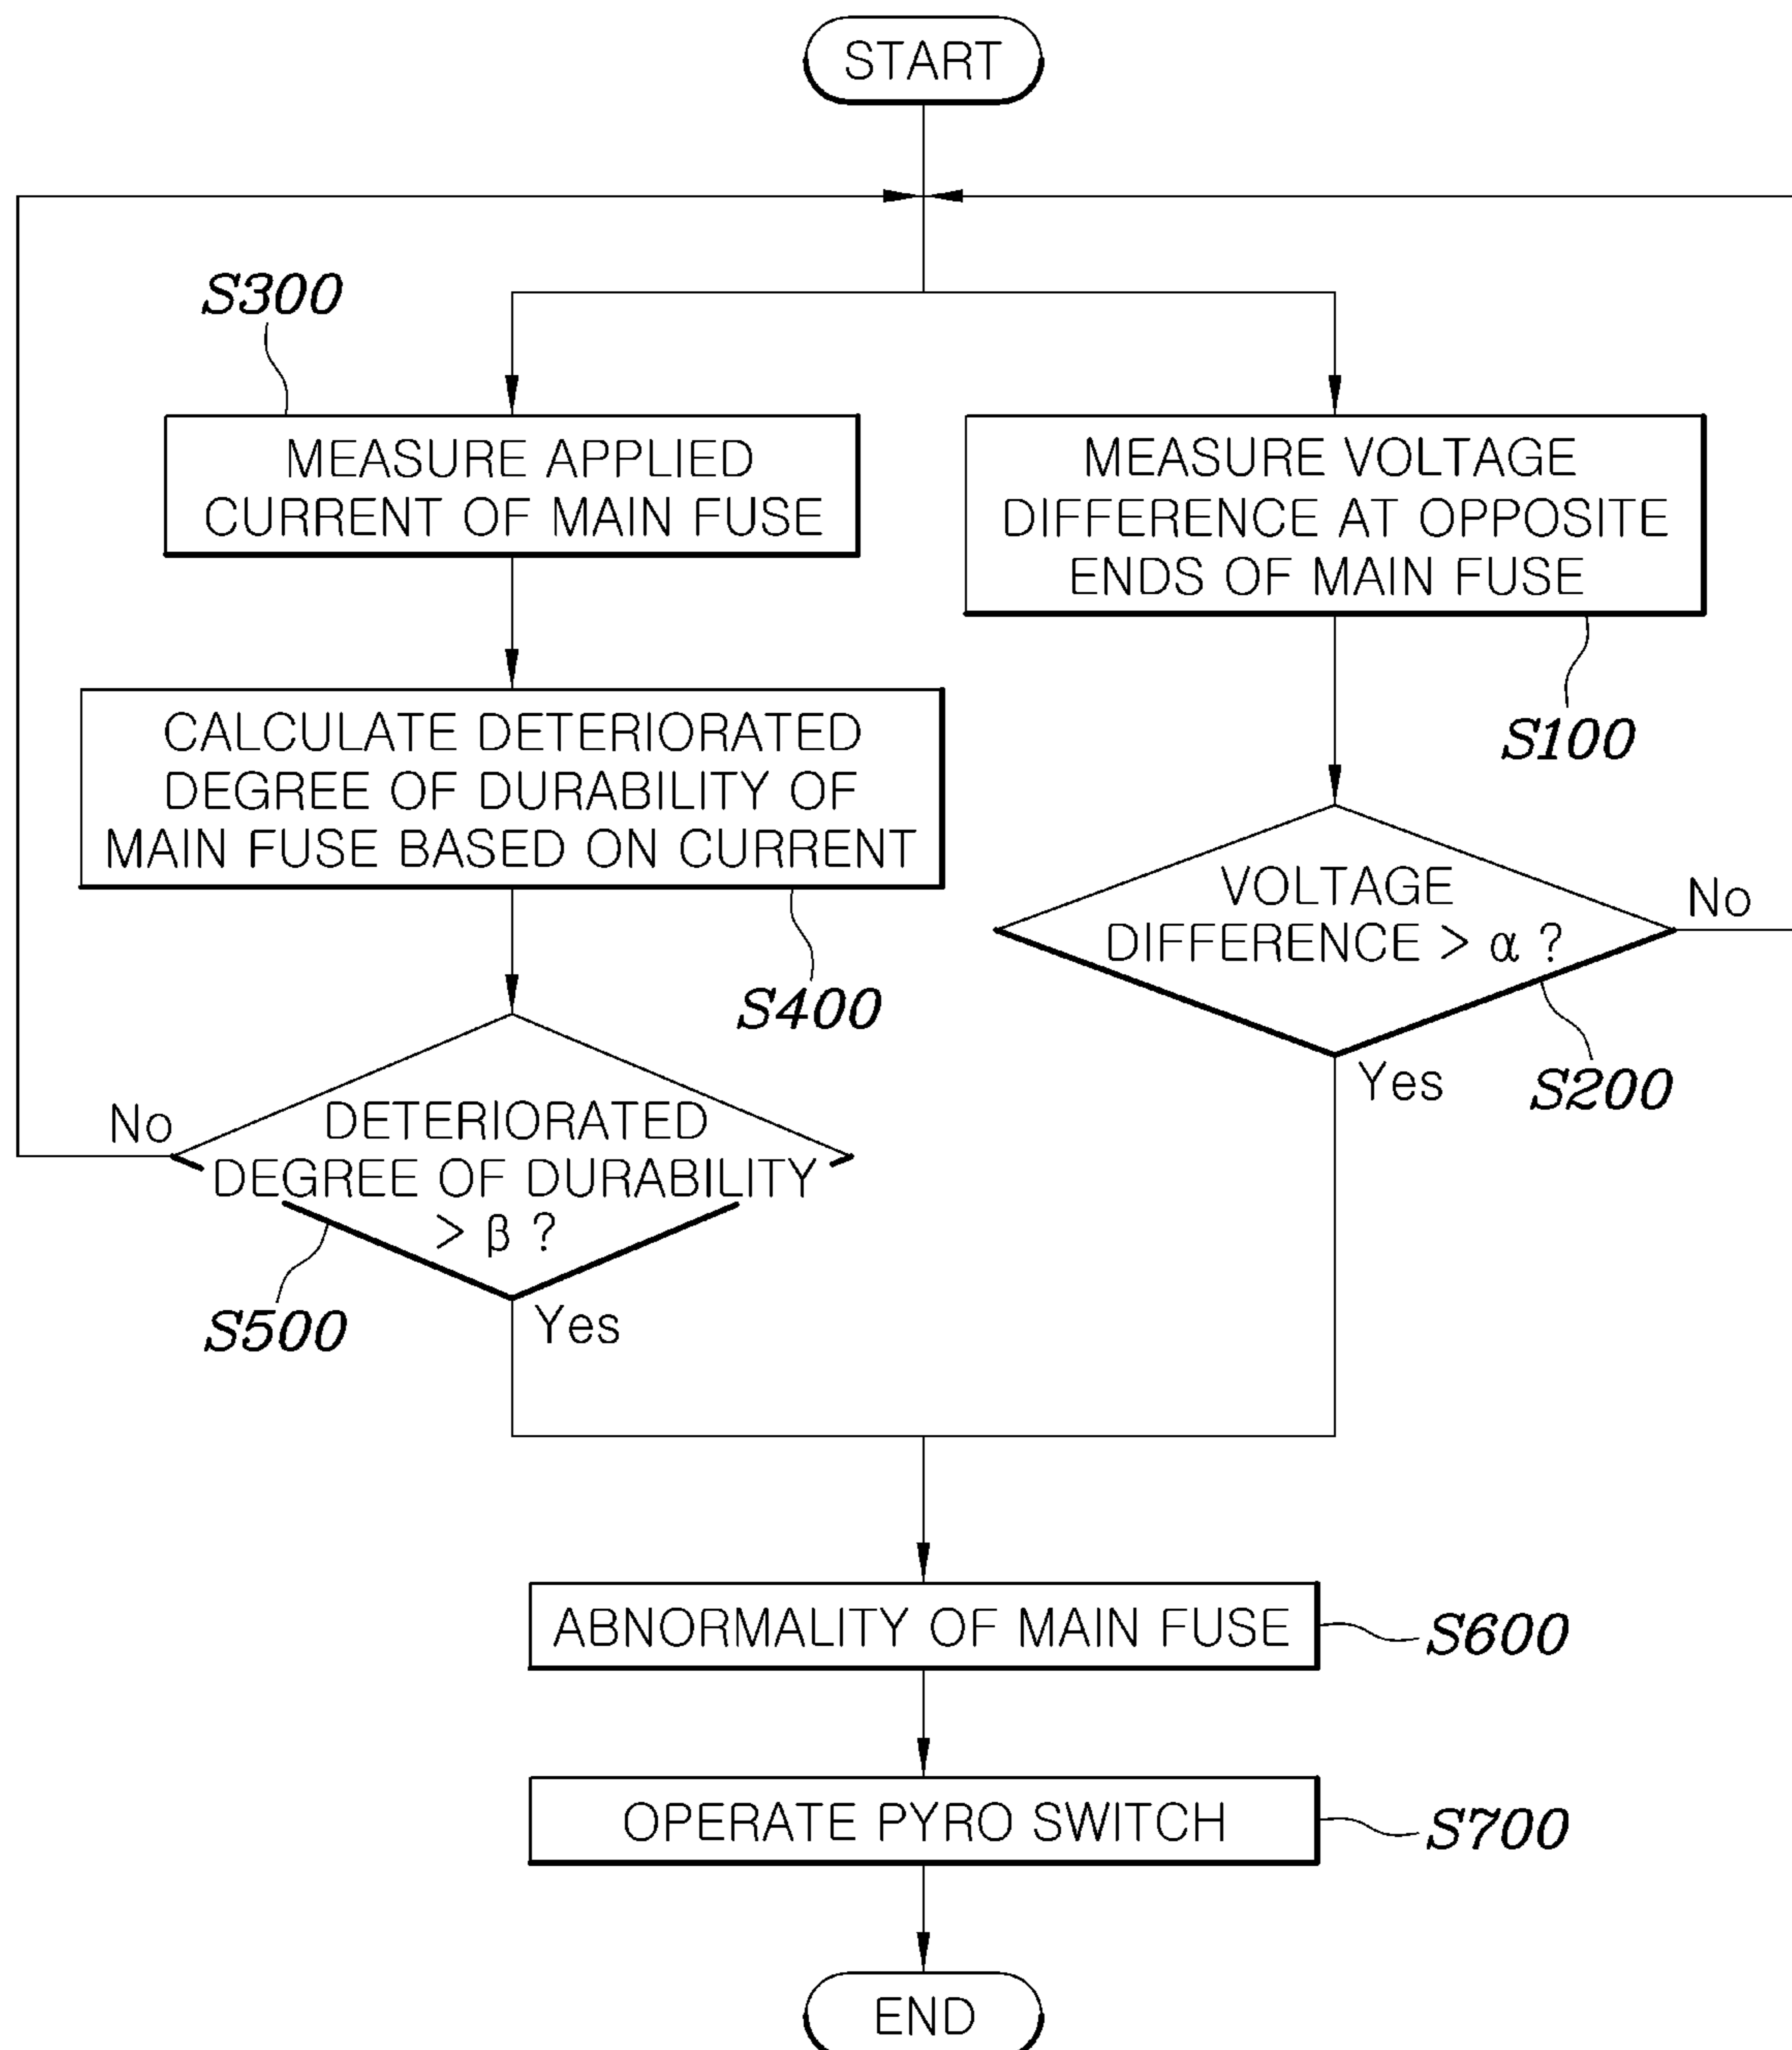 START
S300
MEASURE APPLIED
CURRENT OF MAIN FUSE
MEASURE VOLTAGE
DIFFERENCE AT OPPOSITE
ENDS OF MAIN FUSE
S100
CALCULATE DETERIORATED
DEGREE OF DURABILITY OF
MAIN FUSE BASED ON CURRENT
S400
VOLTAGE
DIFFERENCE > α ?
No
Yes
S200
DETERIORATED
DEGREE OF DURABILITY
> β ?
No
Yes
S500
ABNORMALITY OF MAIN FUSE
S600
OPERATE PYRO SWITCH
S700
END